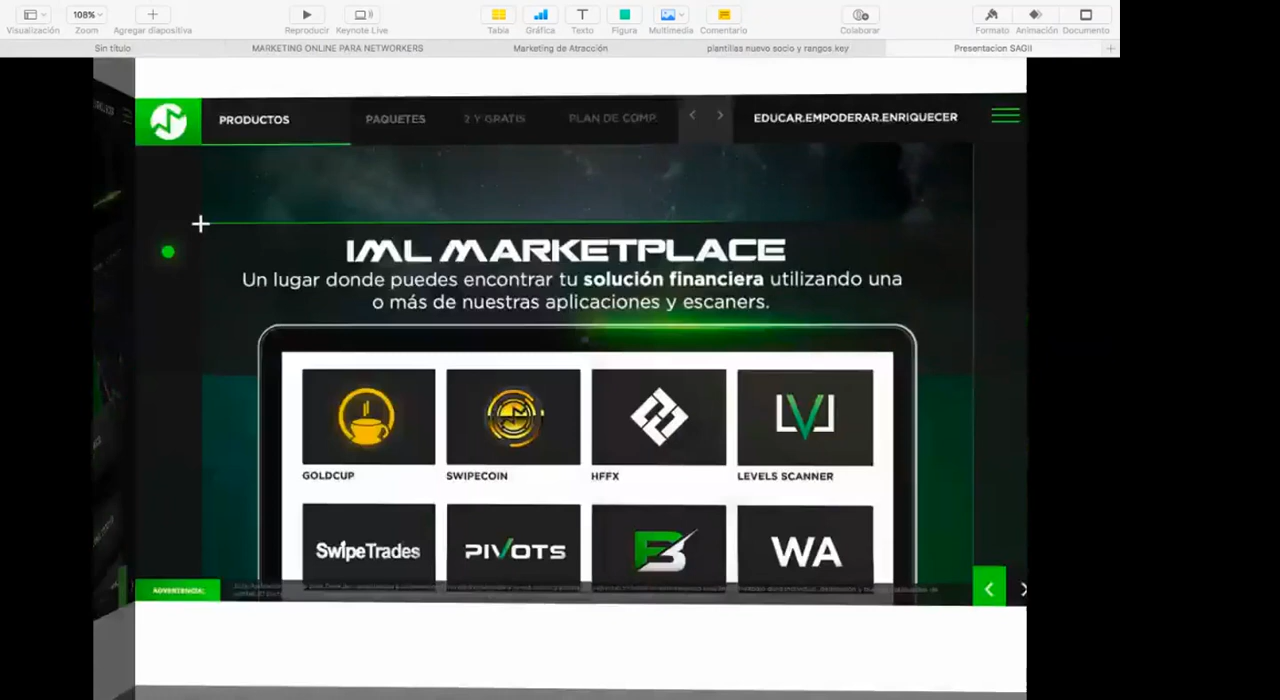 108%
Visualización Zoom Agregar diapositiva Reproducir Keynote Live Tabla Gráfica Texto Figura Multimedia Comentario Colaborar Formato Animación Documento
Sin título MARKETING ONLINE PARA NETWORKERS Marketing de Atracción plantillas nuevo socio y rangos.key Presentacion SAGII
PRODUCTOS PAQUETES 2 Y GRATIS PLAN DE COMP. EDUCAR.EMPODERAR.ENRIQUECER
IML MARKETPLACE
Un lugar donde puedes encontrar tu solución financiera utilizando una
o más de nuestras aplicaciones y escaners.
GOLDCUP SWIPECOIN HFFX LEVELS SCANNER
SwipeTrades PIVOTS WA
ADVERTENCIA: